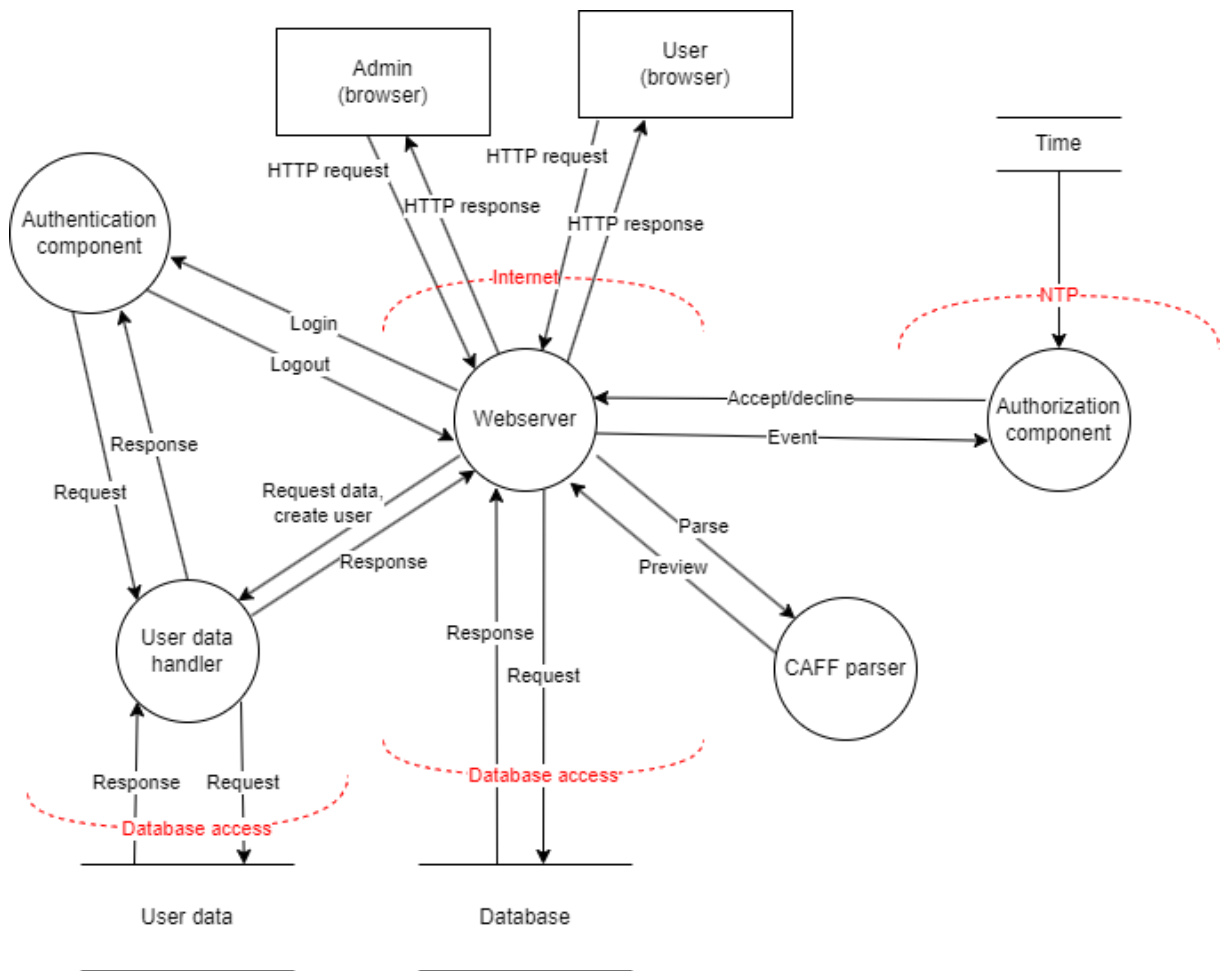 User
(browser)
Admin
(browser)
Time
HTTP request
HTTP request
HTTP response
HTTP response
Authentication
component
Internet
NTP
Login
Logout
Accept/decline
Webserver
Authorization
component
Event
Response
Request
Request data,
create user
Response
Parse
Preview
User data
handler
Response
Request
CAFF parser
Response
Request
Database access
Database access
User data
Database